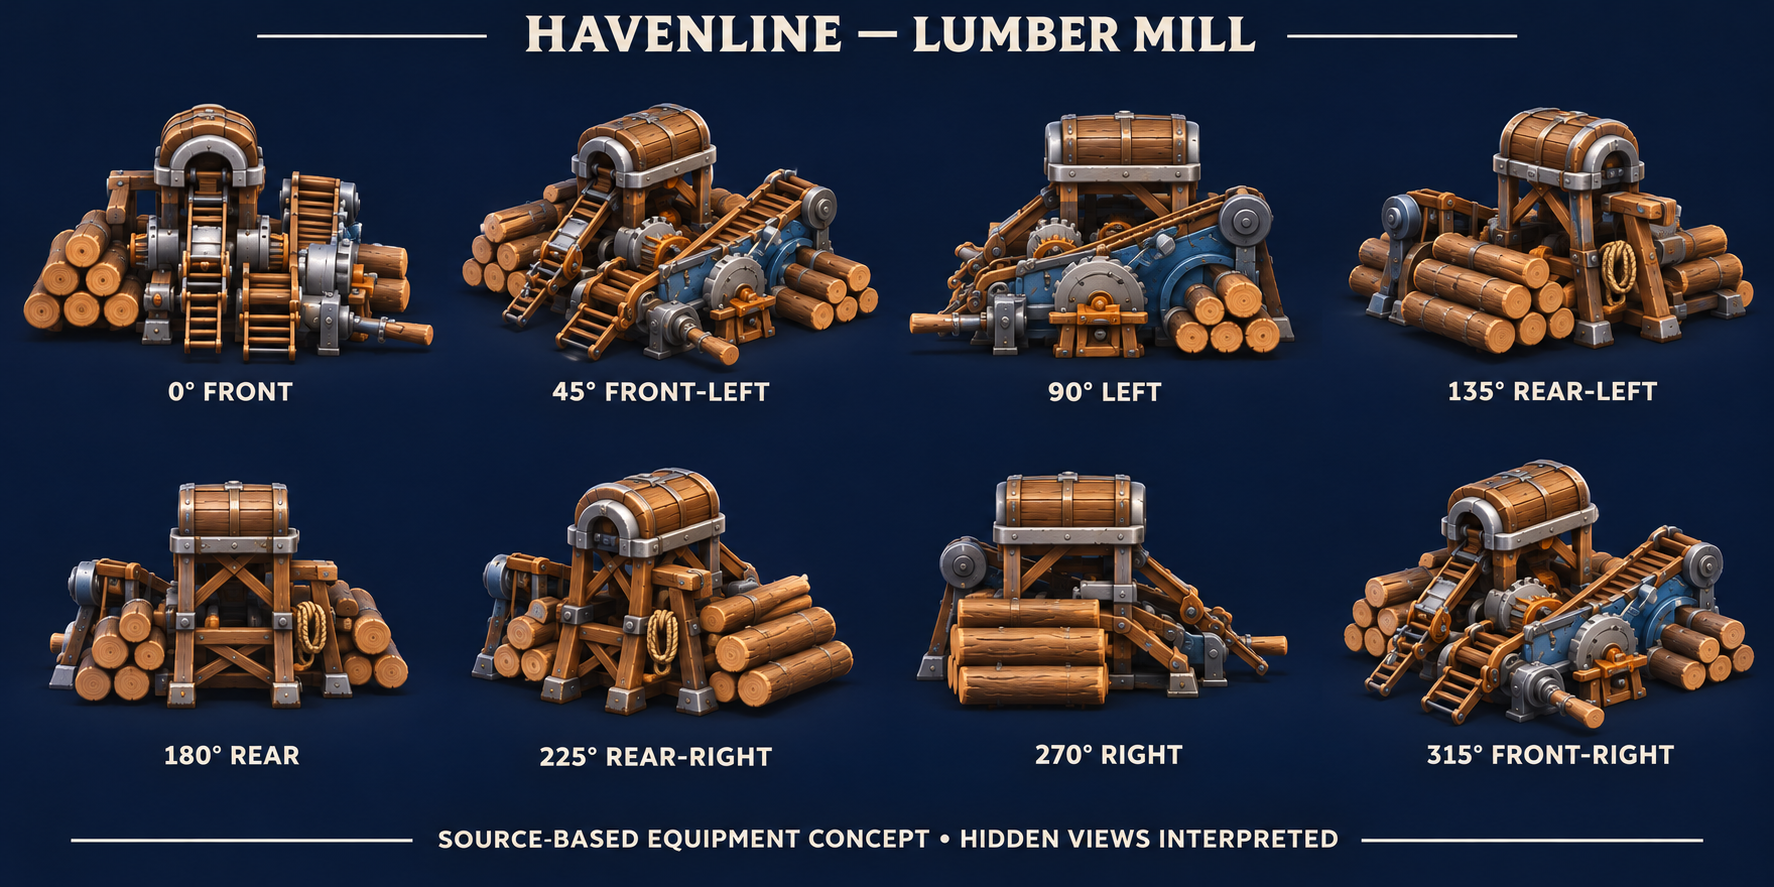 HAVENLINE — LUMBER MILL
0° FRONT
45° FRONT-LEFT
90° LEFT
135° REAR-LEFT
180° REAR
225° REAR-RIGHT
270° RIGHT
315° FRONT-RIGHT
SOURCE-BASED EQUIPMENT CONCEPT • HIDDEN VIEWS INTERPRETED